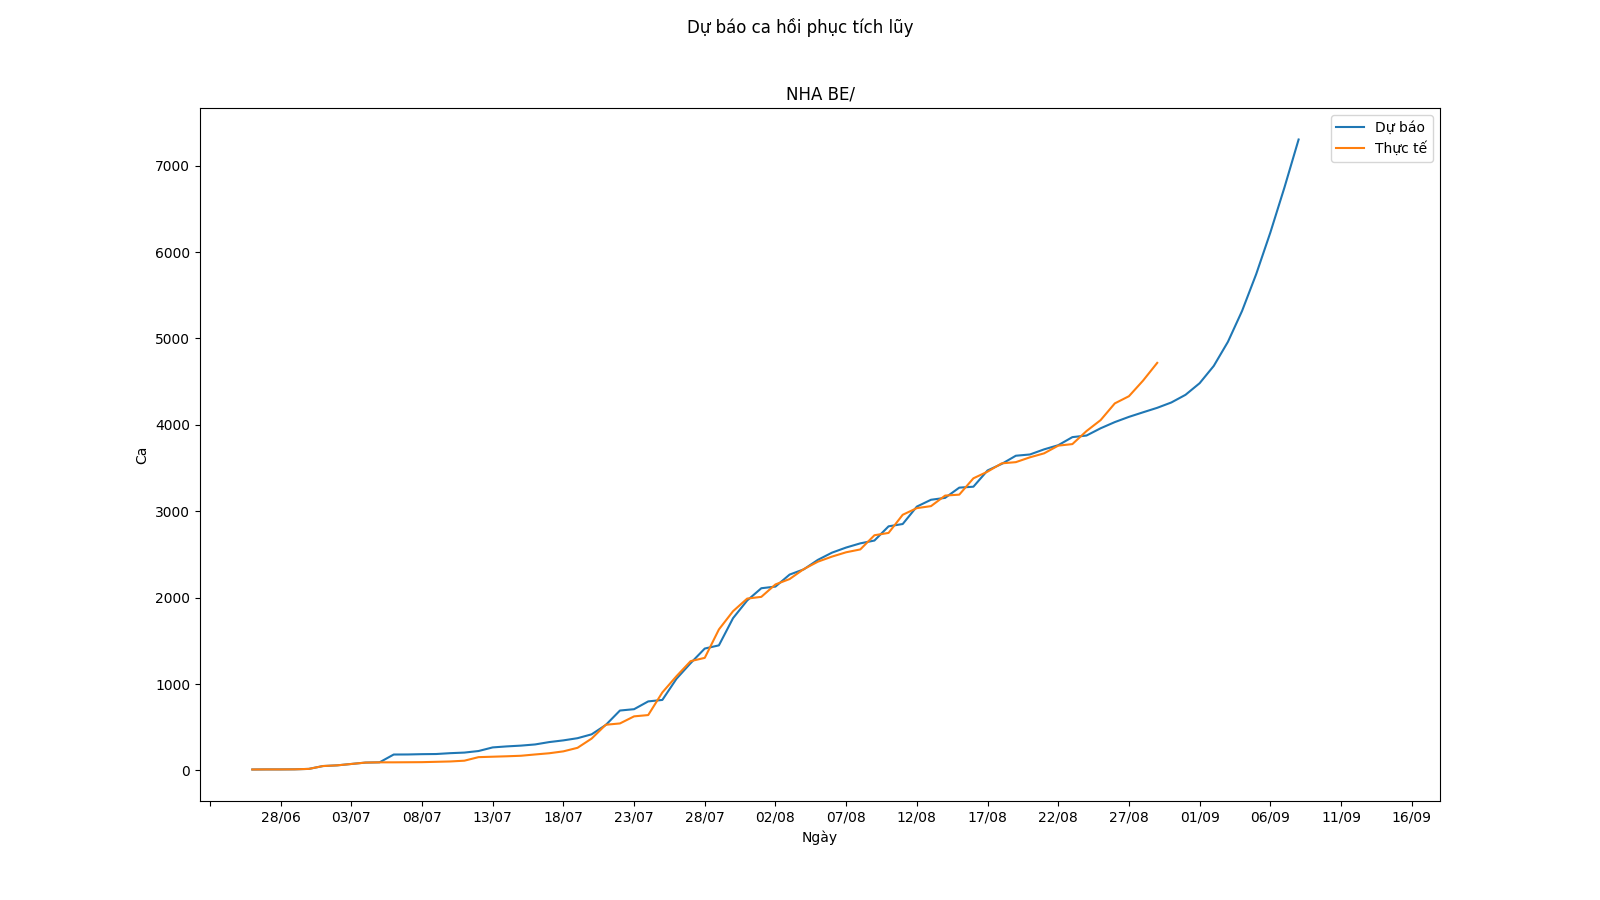 Dự báo ca hồi phục tích lũy
NHA BE/
Dự báo
Thực tế
7000
6000
5000
4000
3000
2000
1000
0
Ca
28/06 03/07 08/07 13/07 18/07 23/07 28/07 02/08 07/08 12/08 17/08 22/08 27/08 01/09 06/09 11/09 16/09
Ngày